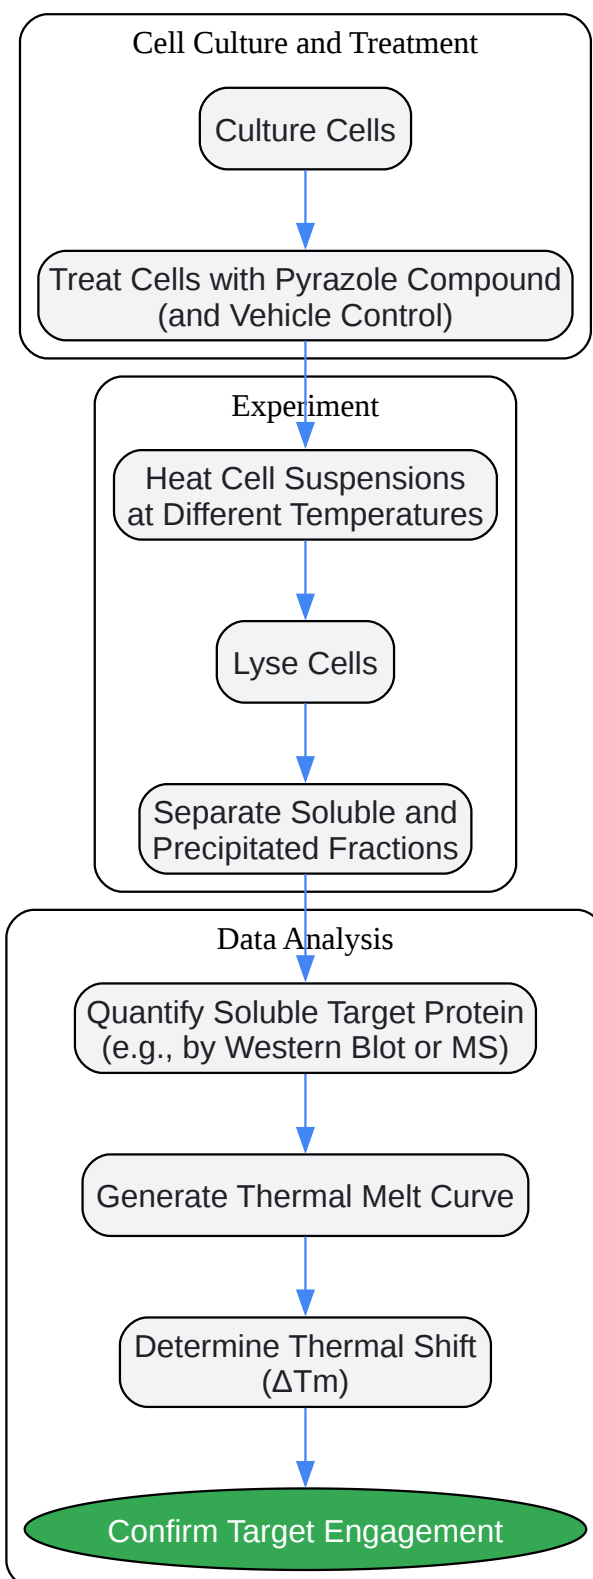 Cell Culture and Treatment
Culture Cells
Treat Cells with Pyrazole Compound
(and Vehicle Control)
Experiment
Heat Cell Suspensions
at Different Temperatures
Lyse Cells
Separate Soluble and
Precipitated Fractions
Data Analysis
Quantify Soluble Target Protein
(e.g., by Western Blot or MS)
Generate Thermal Melt Curve
Determine Thermal Shift
(ΔTm)
Confirm Target Engagement